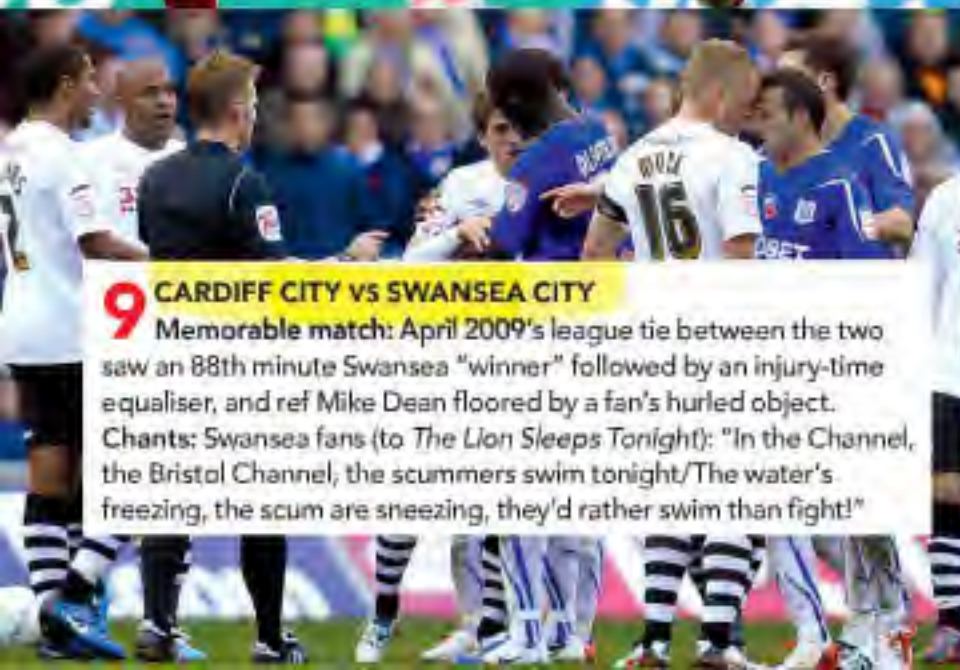 9 CARDIFF CITY VS SWANSEA CITY
Memorable match: April 2009's league tie between the two
saw an 88th minute Swansea "winner" followed by an injury-time
equaliser, and ref Mike Dean floored by a fan's hurled object.
Chants: Swansea fans (to The Lion Sleeps Tonight): "In the Channel,
the Bristol Channel, the scummers swim tonight/The water's
freezing, the scum are sneezing, they'd rather swim than fight!"
16